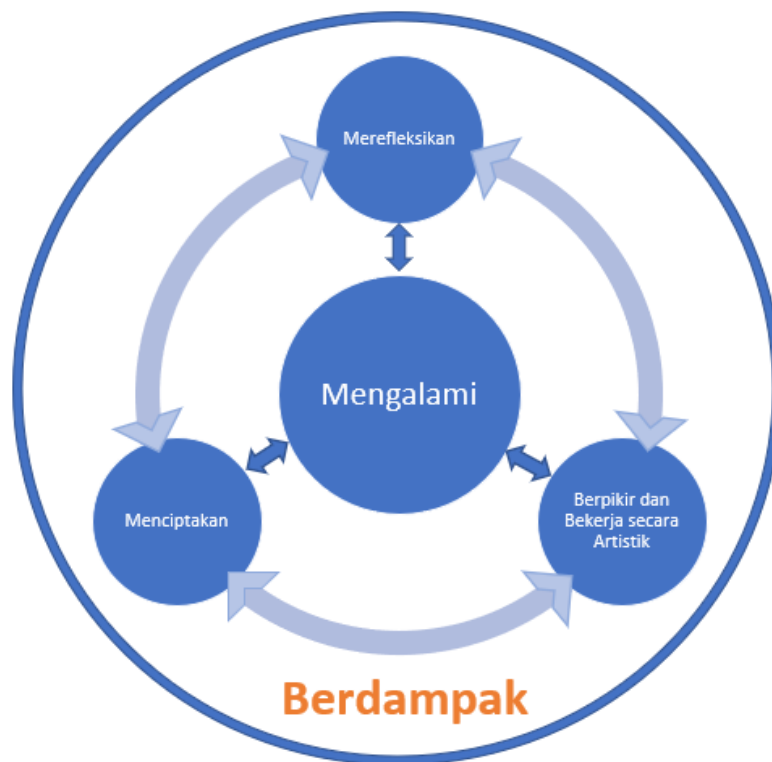 Merefleksikan
Mengalami
Menciptakan
Berpikir dan
Bekerja secara
Artistik
Berdampak